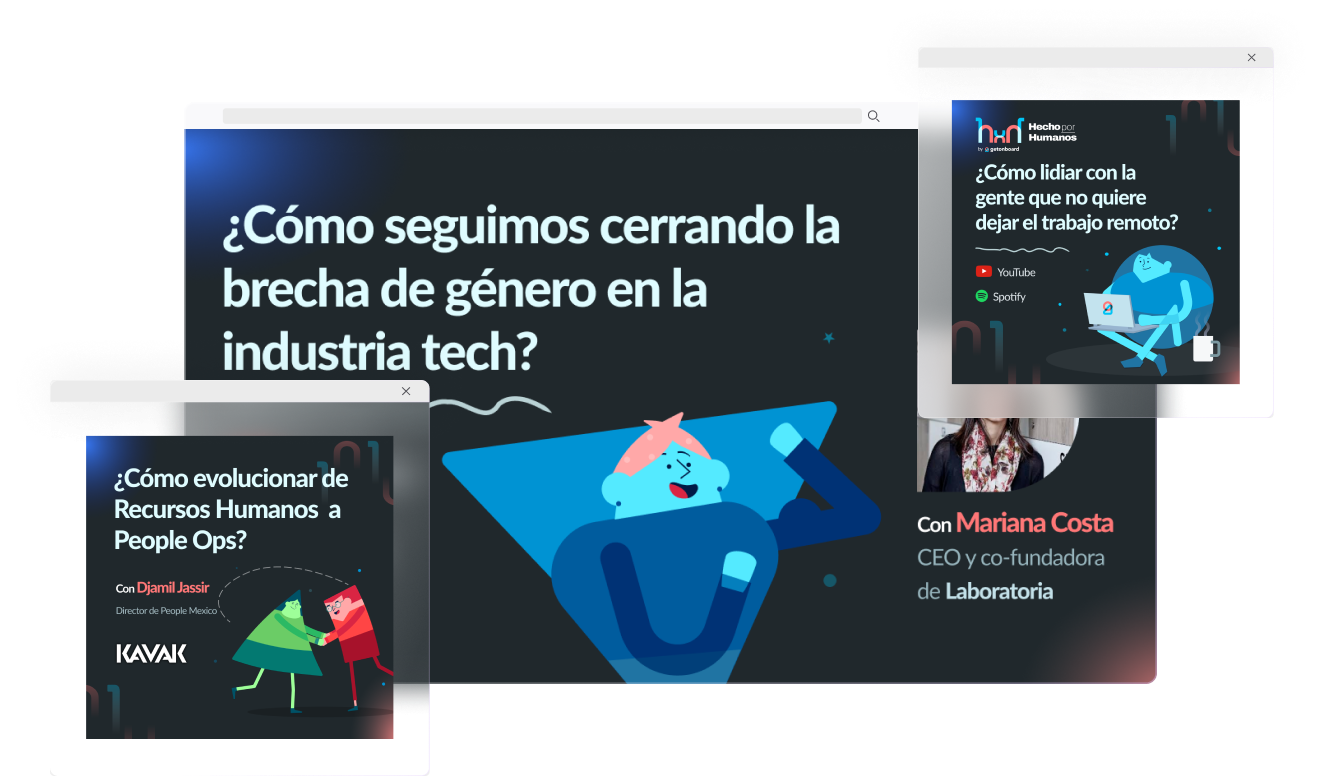 ¿Cómo seguimos cerrando la
brecha de género en la
industria tech?
Con Mariana Costa
CEO y co-fundadora
de Laboratoria
hxh Hecho por
Humanos
by getonboard
¿Cómo lidiar con la
gente que no quiere
dejar el trabajo remoto?
YouTube
Spotify
¿Cómo evolucionar de
Recursos Humanos a
People Ops?
Con Djamil Jassir
Director de People Mexico
KAVAK